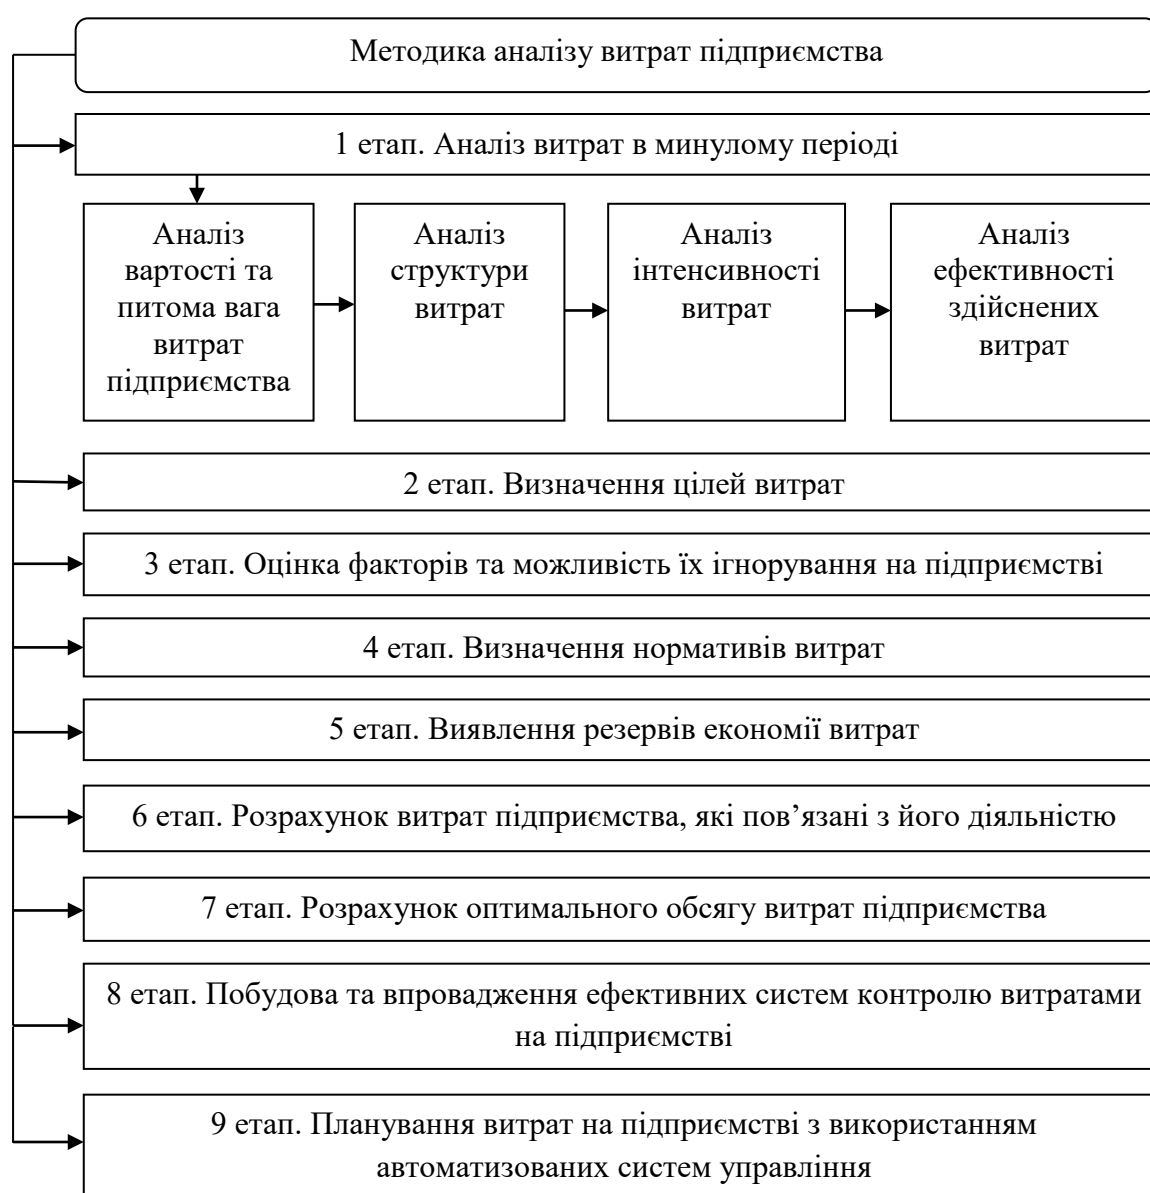 Методика аналізу витрат підприємства
1 етап. Аналіз витрат в минулому періоді
Аналіз
вартості та
питома вага
витрат
підприємства
Аналіз
структури
витрат
Аналіз
інтенсивності
витрат
Аналіз
ефективності
здійснених
витрат
2 етап. Визначення цілей витрат
3 етап. Оцінка факторів та можливість їх ігнорування на підприємстві
4 етап. Визначення нормативів витрат
5 етап. Виявлення резервів економії витрат
6 етап. Розрахунок витрат підприємства, які пов’язані з його діяльністю
7 етап. Розрахунок оптимального обсягу витрат підприємства
8 етап. Побудова та впровадження ефективних систем контролю витратами
на підприємстві
9 етап. Планування витрат на підприємстві з використанням
автоматизованих систем управління